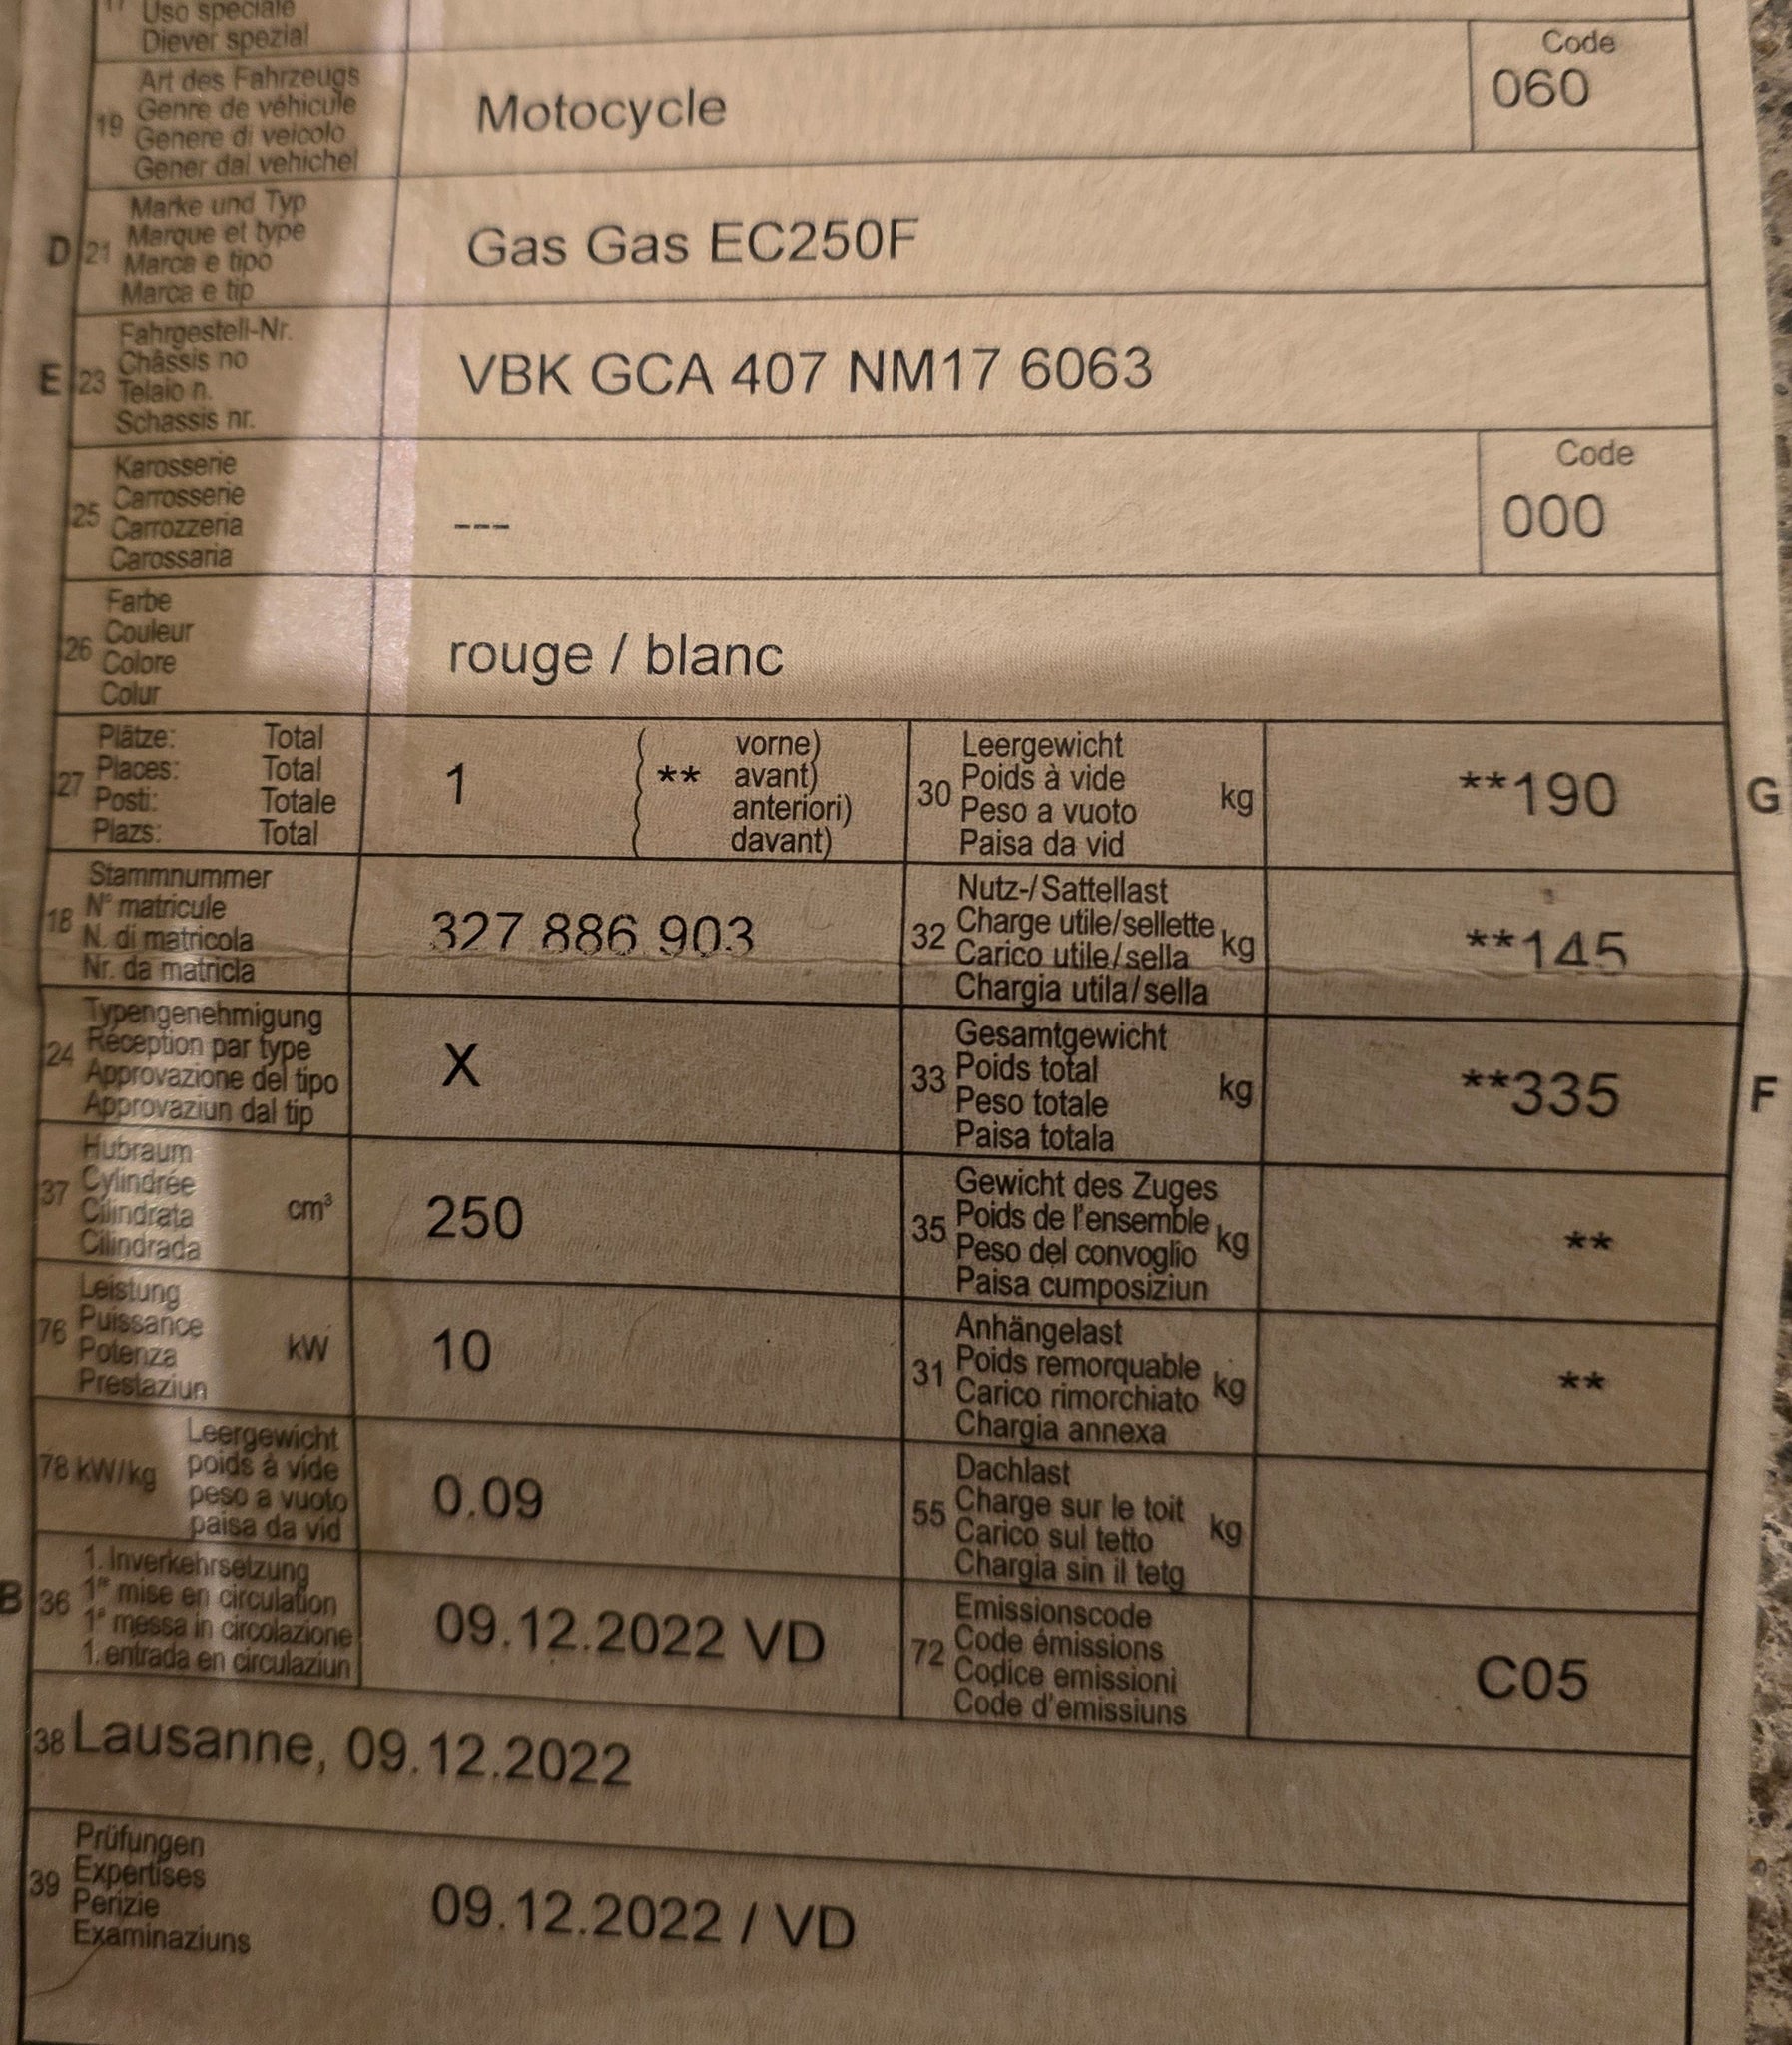 17 Uso speciale
Diever spezial
Art des Fahrzeugs
19 Genre de véhicule
Genere di veicolo
Gener dal vehichel
Motocycle
Code
060
Marke und Typ
D 21 Marque et type
Marca e tipo
Marca e tip
Gas Gas EC250F
Fahrgestell-Nr.
E 23 Châssis no
Telaio n.
Schassis nr.
VBK GCA 407 NM17 6063
Karosserie
25 Carrosserie
Carrozzeria
Carossaria
---
Code
000
Farbe
26 Couleur
Colore
Colur
rouge / blanc
Plätze: Total
27 Places: Total
Posti: Totale
Plazs: Total
1
( vorne)
( ** avant)
( anteriori)
( davant)
Leergewicht
30 Poids à vide kg
Peso a vuoto
Paisa da vid
**190 G
Stammnummer
18 N° matricule
N. di matricola
Nr. da matricla
327 886 903
Nutz-/Sattellast
32 Charge utile/sellette kg
Carico utile/sella
Chargia utila/sella
**145
Typengenehmigung
24 Réception par type
Approvazione del tipo
Approvaziun dal tip
X
Gesamtgewicht
33 Poids total kg
Peso totale
Paisa totala
**335 F
Hubraum
37 Cylindrée cm³
Cilindrata
Cilindrada
250
Gewicht des Zuges
35 Poids de l'ensemble kg
Peso del convoglio
Paisa cumposiziun
**
Leistung
76 Puissance kW
Potenza
Prestaziun
10
Anhängelast
31 Poids remorquable kg
Carico rimorchiato
Chargia annexa
**
Leergewicht
78 kW/kg poids à vide
peso a vuoto
paisa da vid
0.09
Dachlast
55 Charge sur le toit kg
Carico sul tetto
Chargia sin il tetg
1. Inverkehrsetzung
B 36 1re mise en circulation
1a messa in circolazione
1. entrada en circulaziun
09.12.2022 VD
Emissionscode
72 Code émissions
Codice emissioni
Code d'emissiuns
C05
38 Lausanne, 09.12.2022
Prüfungen
39 Expertises
Perizie
Examinaziuns
09.12.2022 / VD